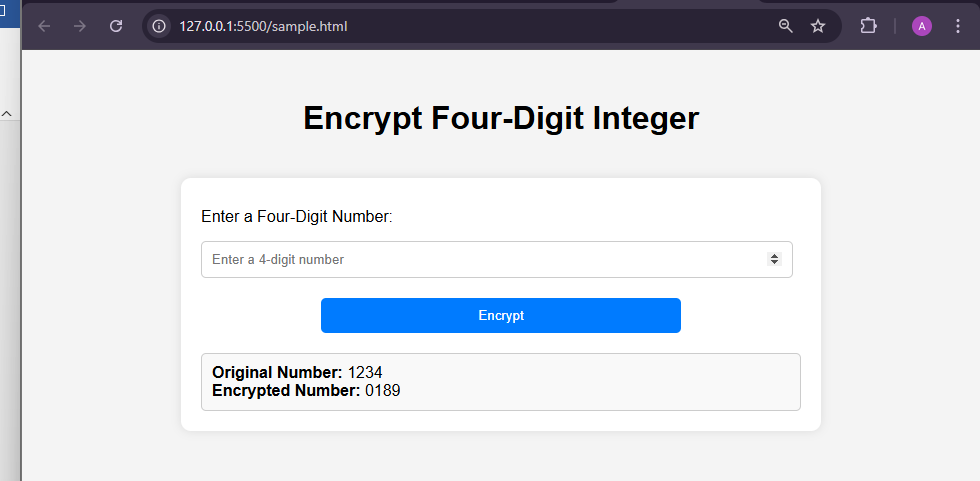 127.0.0.1:5500/sample.html
A
Encrypt Four-Digit Integer
Enter a Four-Digit Number:
Enter a 4-digit number
Encrypt
Original Number: 1234
Encrypted Number: 0189